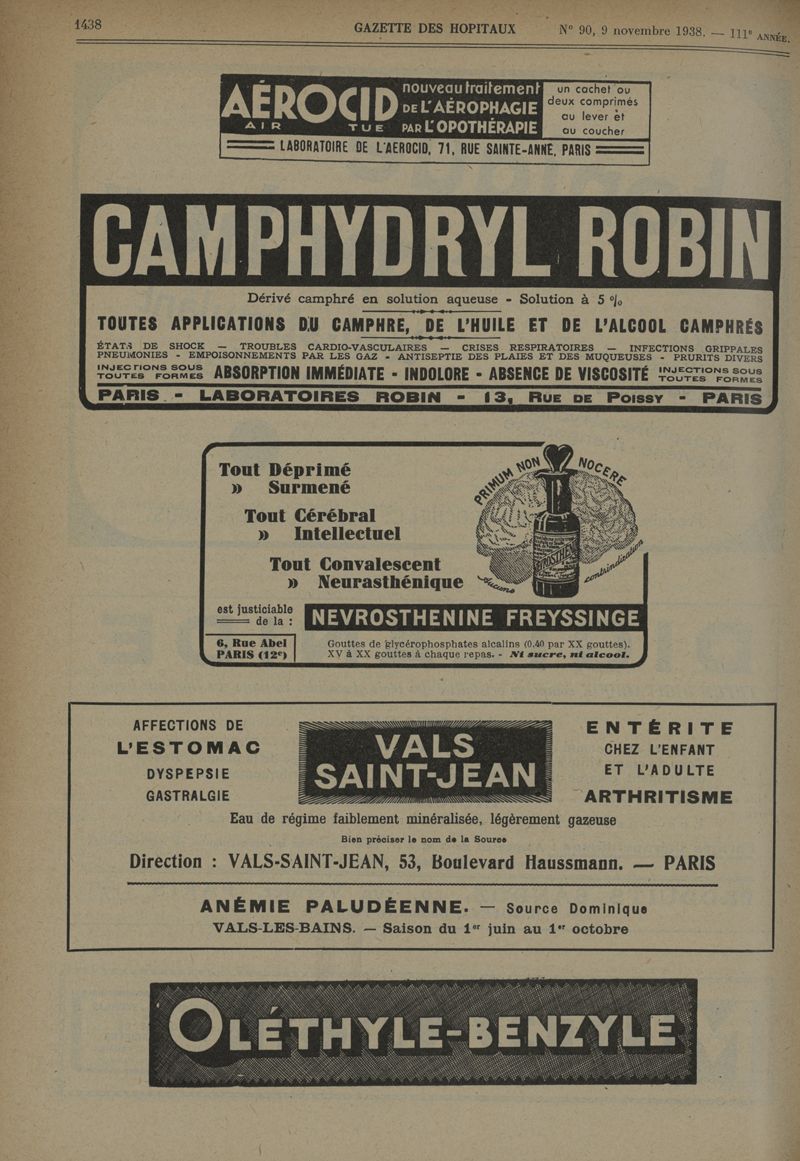 1438
GAZETTE DES HOPITAUX
N° 90, 9 novembre 1938. — 111e ANNÉE.
AÉROCID
AIR TUE
nouveau traitement
DE L'AÉROPHAGIE
PAR L'OPOTHÉRAPIE
un cachet ou
deux comprimés
au lever et
au coucher
LABORATOIRE DE L'AEROCID, 71, RUE SAINTE-ANNE, PARIS
CAMPHYDRYL ROBIN
Dérivé camphré en solution aqueuse - Solution à 5 %
TOUTES APPLICATIONS DU CAMPHRE, DE L'HUILE ET DE L'ALCOOL CAMPHRÉS
ÉTATS DE SHOCK — TROUBLES CARDIO-VASCULAIRES — CRISES RESPIRATOIRES — INFECTIONS GRIPPALES
PNEUMONIES - EMPOISONNEMENTS PAR LES GAZ - ANTISEPTIE DES PLAIES ET DES MUQUEUSES - PRURITS DIVERS
INJECTIONS SOUS
TOUTES FORMES
ABSORPTION IMMÉDIATE - INDOLORE - ABSENCE DE VISCOSITÉ
INJECTIONS SOUS
TOUTES FORMES
PARIS - LABORATOIRES ROBIN - 13, RUE DE POISSY - PARIS
Tout Déprimé
» Surmené
Tout Cérébral
» Intellectuel
Tout Convalescent
» Neurasthénique
PRIMUM NON NOCERE
Aucune contrindication
est justiciable
de la :
NEVROSTHENINE FREYSSINGE
6, Rue Abel
PARIS (12e)
Gouttes de glycérophosphates alcalins (0.40 par XX gouttes).
XV à XX gouttes à chaque repas. - Ni sucre, ni alcool.
AFFECTIONS DE
L'ESTOMAC
DYSPEPSIE
GASTRALGIE
VALS
SAINT-JEAN
ENTÉRITE
CHEZ L'ENFANT
ET L'ADULTE
ARTHRITISME
Eau de régime faiblement minéralisée, légèrement gazeuse
Bien préciser le nom de la Source
Direction : VALS-SAINT-JEAN, 53, Boulevard Haussmann. — PARIS
ANÉMIE PALUDÉENNE. — Source Dominique
VALS-LES-BAINS. — Saison du 1er juin au 1er octobre
OLÉTHYLE-BENZYLE